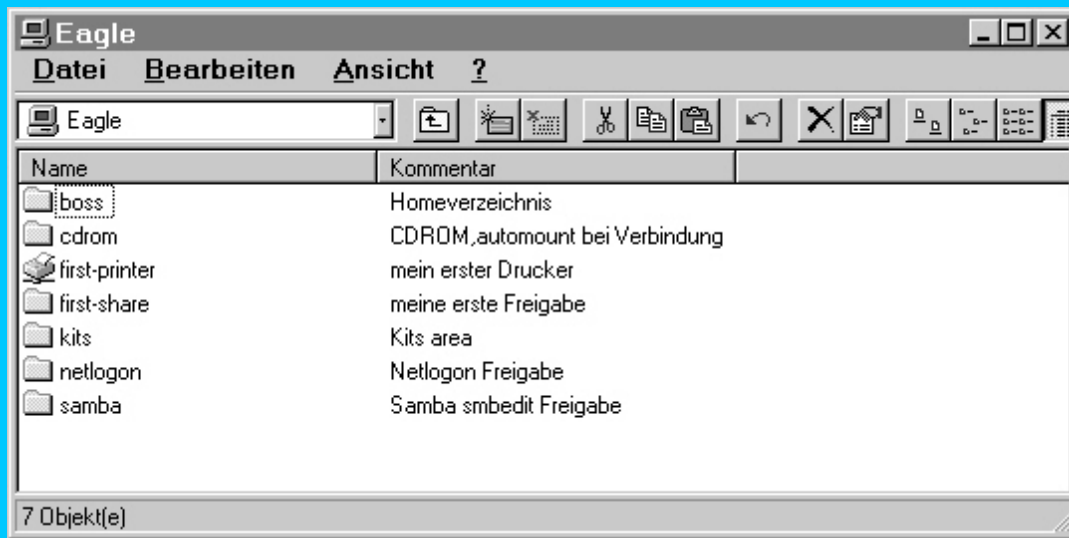 Eagle
Datei Bearbeiten Ansicht ?
Eagle
Name Kommentar
boss Homeverzeichnis
cdrom CDROM,automount bei Verbindung
first-printer mein erster Drucker
first-share meine erste Freigabe
kits Kits area
netlogon Netlogon Freigabe
samba Samba smbedit Freigabe
7 Objekt(e)